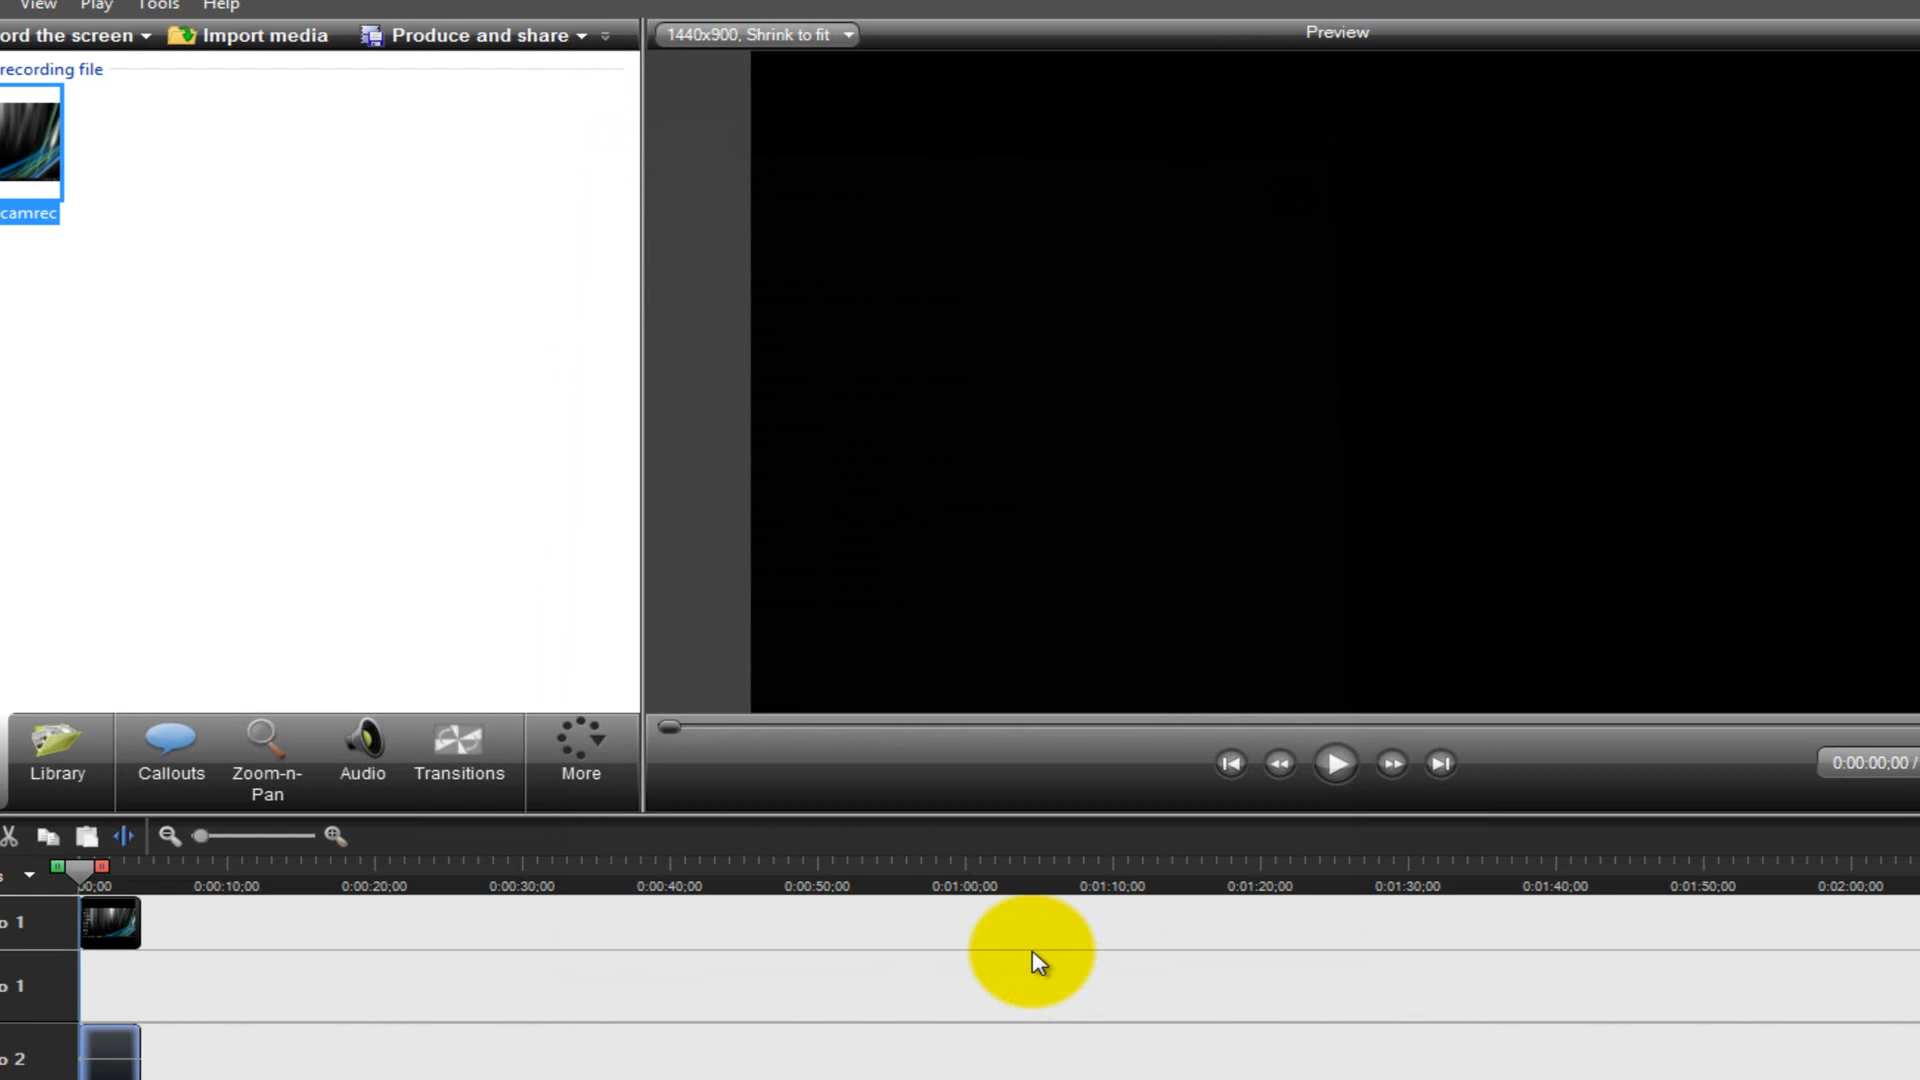 View Play Tools Help
ord the screen Import media Produce and share
1440x900, Shrink to fit Preview
recording file
camrec
Library Callouts Zoom-n-Pan Audio Transitions More
0:00:00;00 /
00;00 0:00:10;00 0:00:20;00 0:00:30;00 0:00:40;00 0:00:50;00 0:01:00;00 0:01:10;00 0:01:20;00 0:01:30;00 0:01:40;00 0:01:50;00 0:02:00;00
s
o 1
o 1
o 2